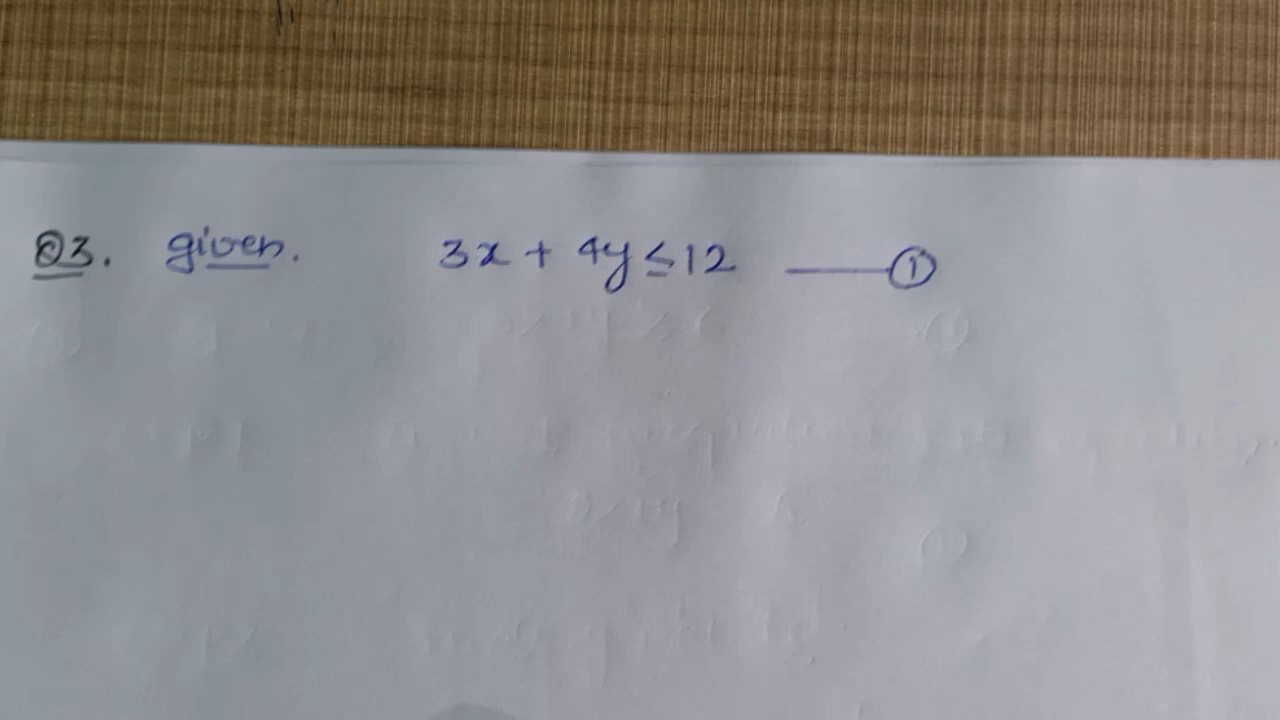 Q3. given. 3x + 4y ≤ 12 —— ①